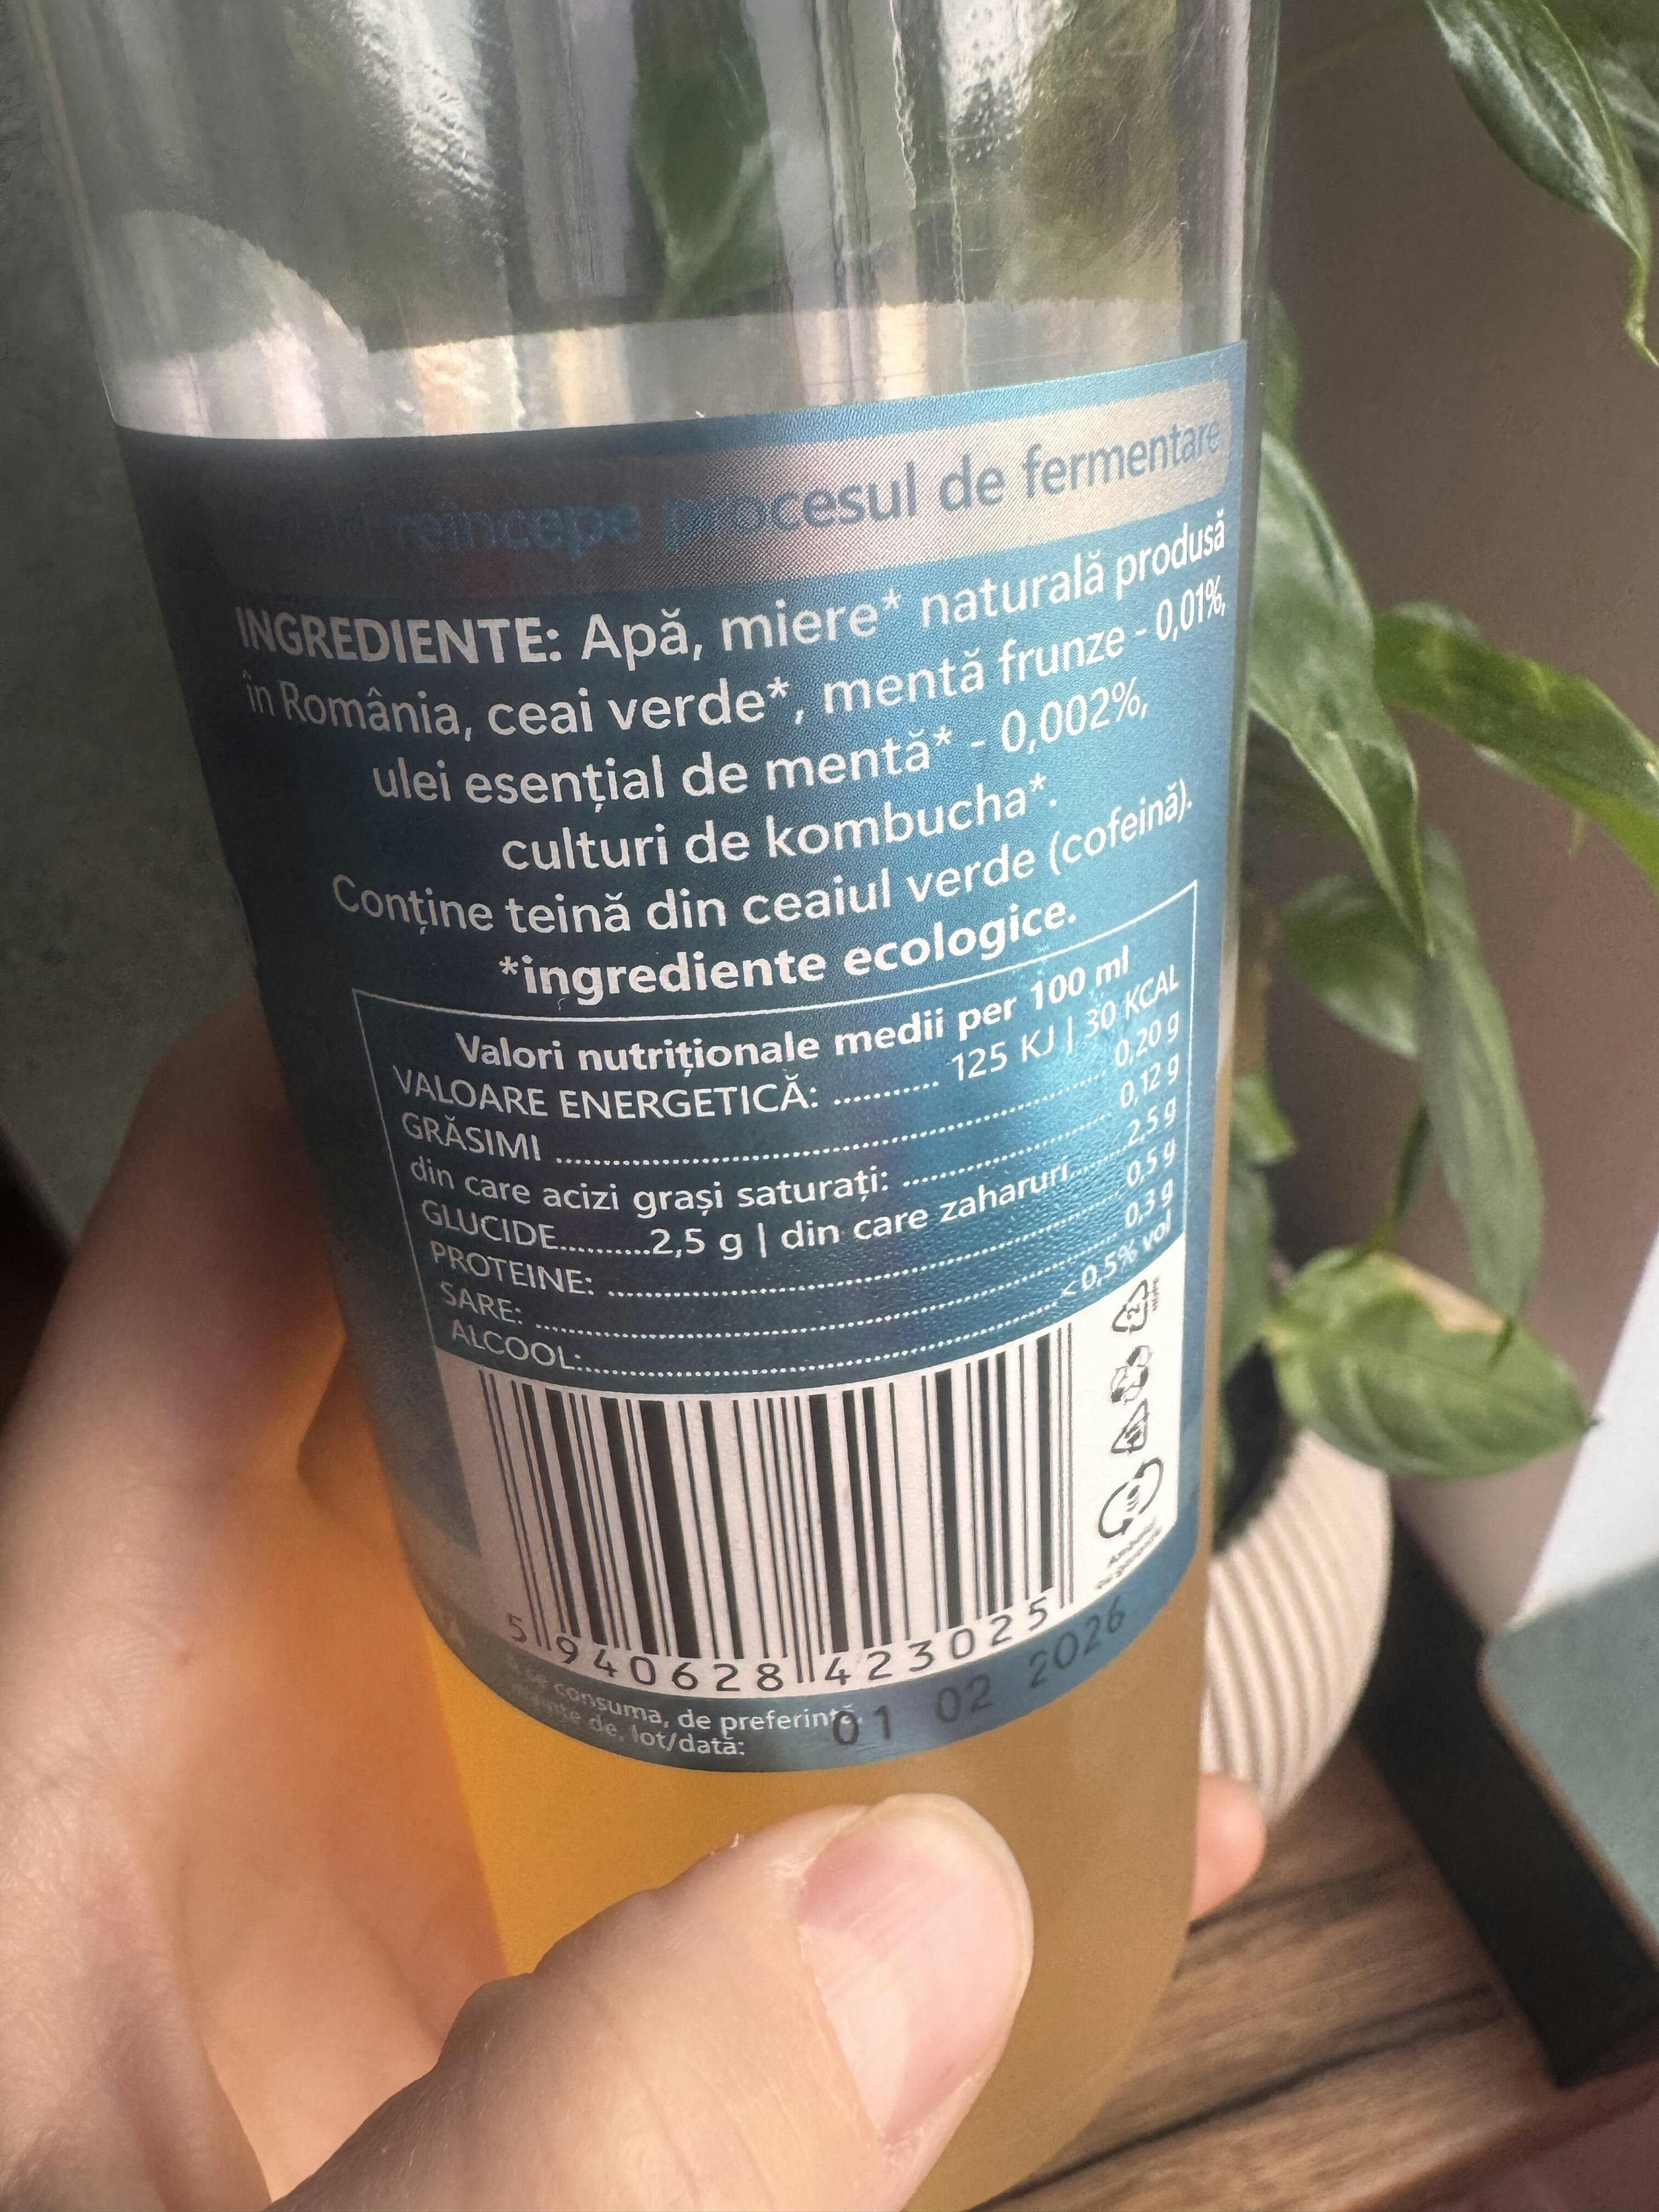 reîncepe procesul de fermentare
INGREDIENTE: Apă, miere* naturală produsă
în România, ceai verde*, mentă frunze - 0,01%,
ulei esențial de mentă* - 0,002%,
culturi de kombucha*.
Conține teină din ceaiul verde (cofeină).
*ingrediente ecologice.
Valori nutriționale medii per 100 ml
VALOARE ENERGETICĂ: .......... 125 KJ | 30 KCAL
GRĂSIMI .......... 0,20 g
din care acizi grași saturați: .......... 0,12 g
GLUCIDE..........2,5 g | din care zaharuri.......... 2,5 g
PROTEINE: .......... 0,5 g
SARE: .......... 0,3 g
ALCOOL:.......... < 0,5% vol
5 940628 423025
se consuma, de preferință,
de, lot/dată:
01 02 2026